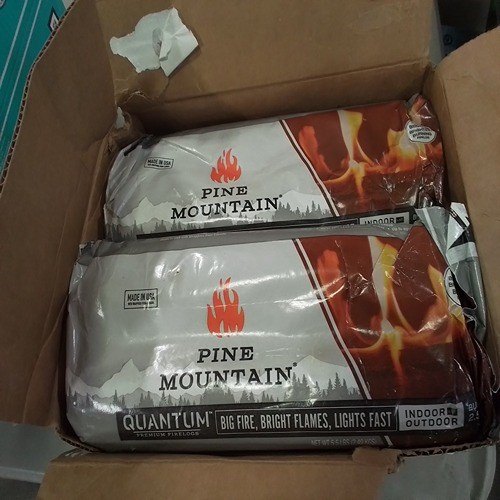 MADE IN USA
PINE
MOUNTAIN
INDOOR
MADE IN USA
PINE
MOUNTAIN
QUANTUM
PREMIUM FIRELOGS
BIG FIRE, BRIGHT FLAMES, LIGHTS FAST
INDOOR
OUTDOOR